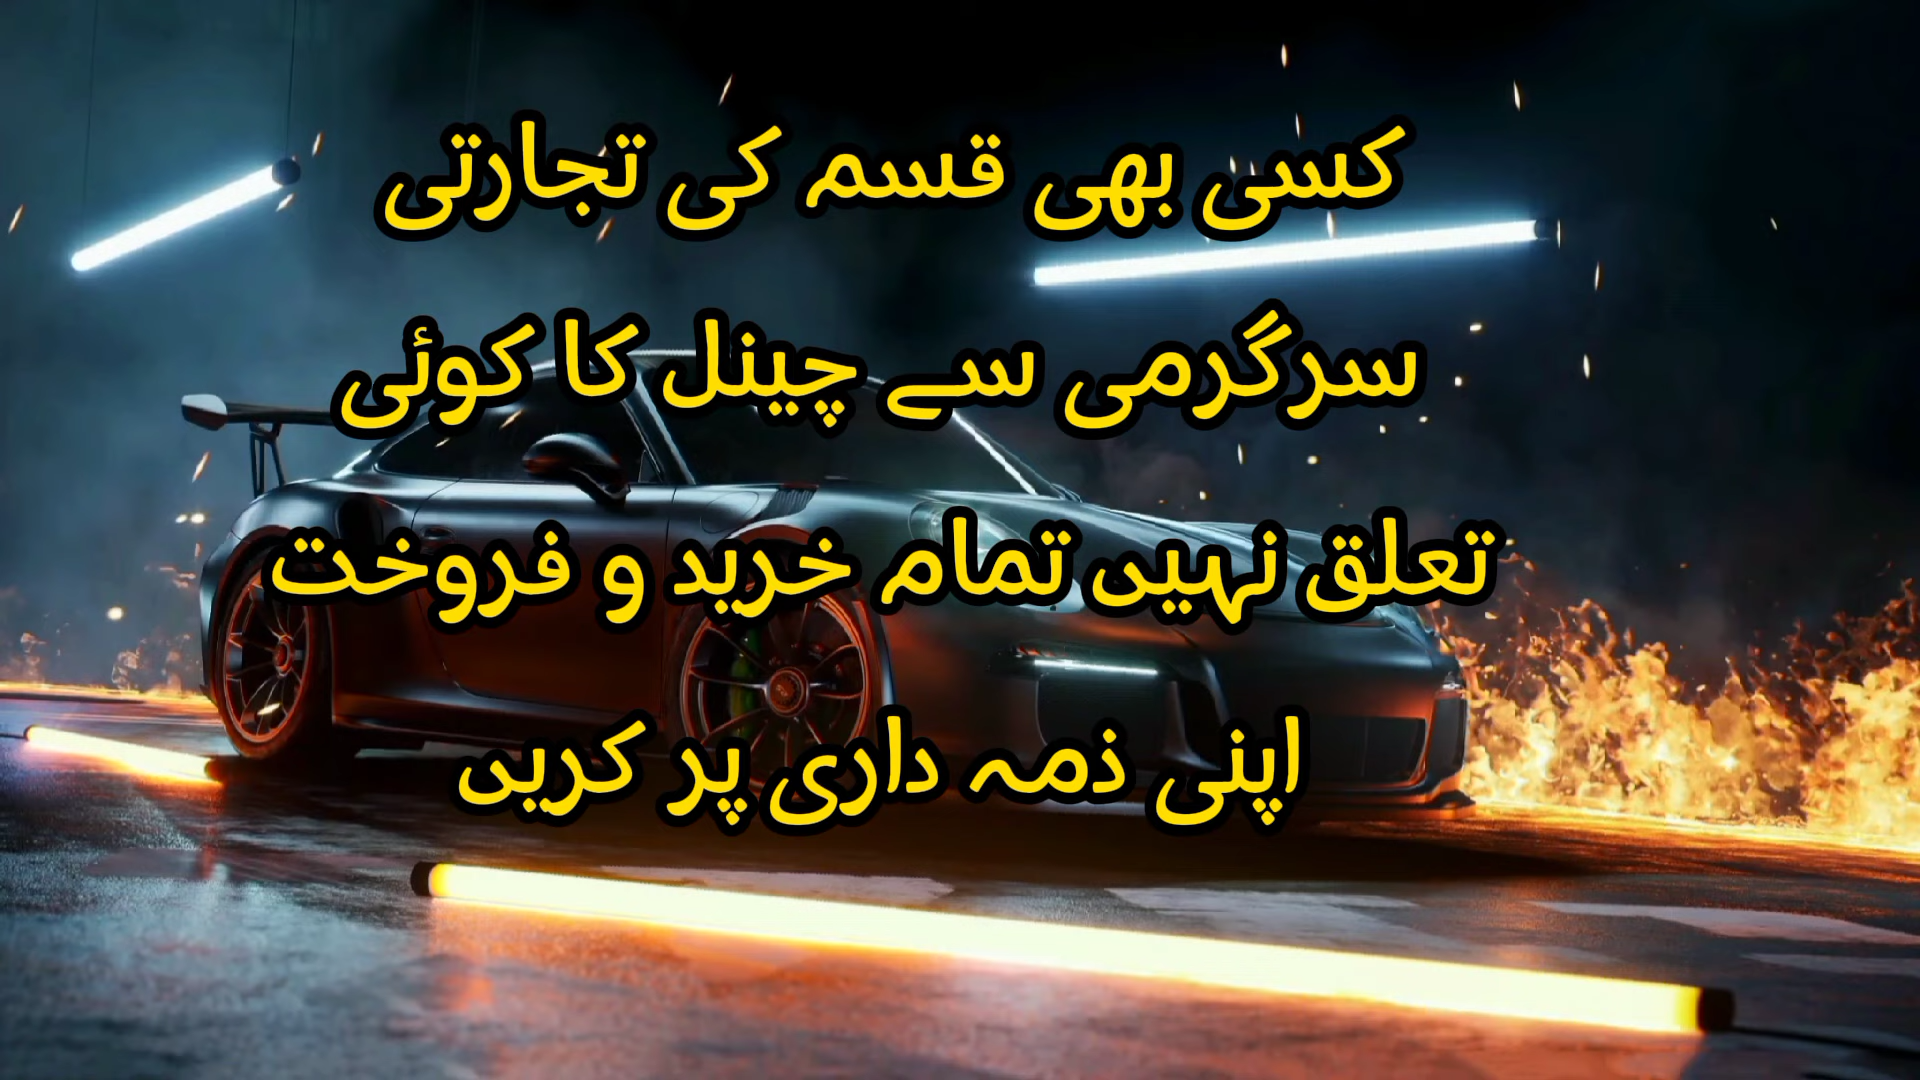 کسی بھی قسم کی تجارتی
سرگرمی سے چینل کا کوئی
تعلق نہیں تمام خرید و فروخت
اپنی ذمہ داری پر کریں